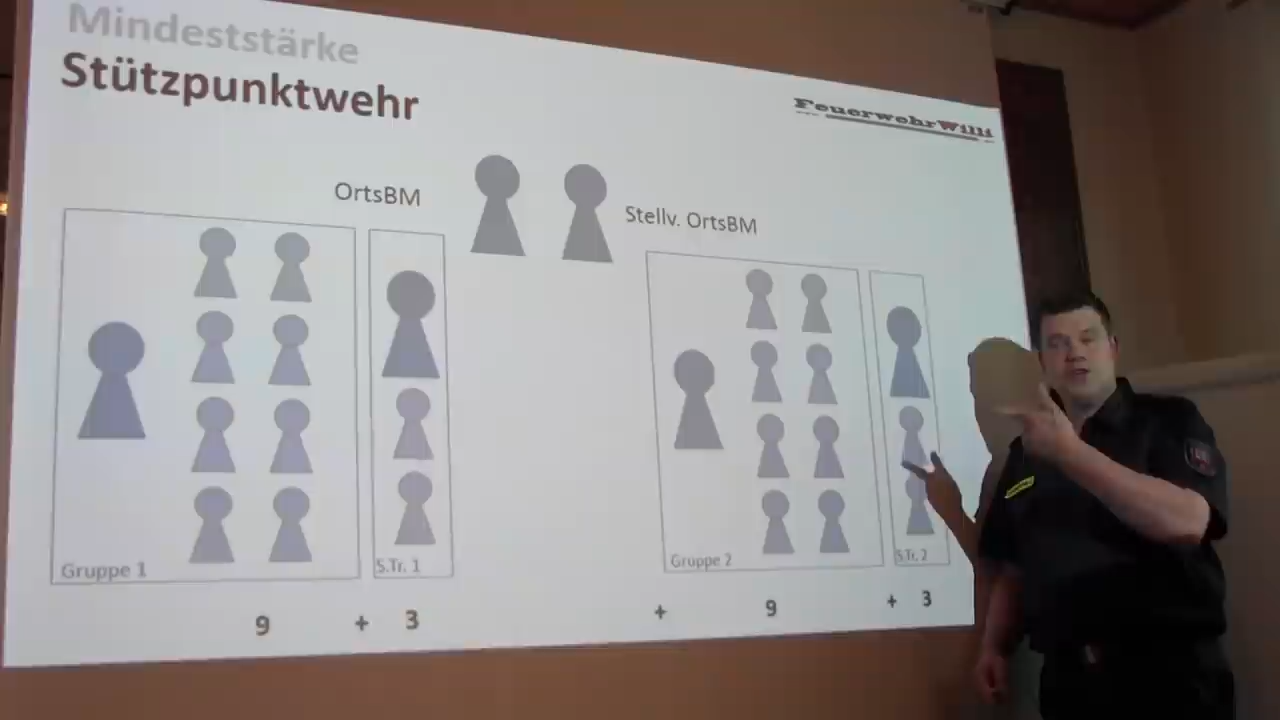 Mindeststärke
Stützpunktwehr
FeuerwehrWilli
OrtsBM
Stellv. OrtsBM
Gruppe 1
S.Tr. 1
Gruppe 2
S.Tr. 2
9 + 3 + 9 + 3